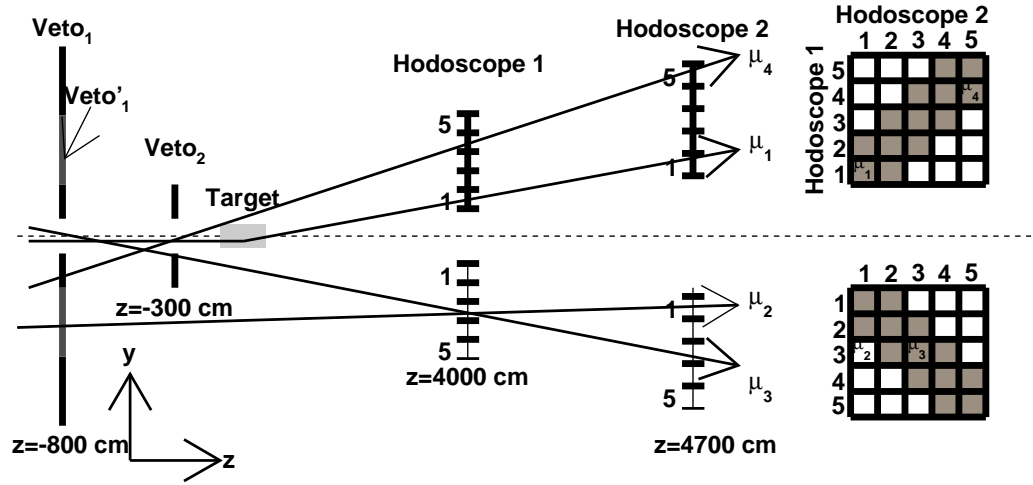 Veto1
Veto'1
Veto2
Target
z=-300 cm
z=-800 cm
y
z
Hodoscope 1
5
1
1
5
z=4000 cm
Hodoscope 2
5
1
1
5
z=4700 cm
μ4
μ1
μ2
μ3
Hodoscope 2
1 2 3 4 5
Hodoscope 1
5
4
3
2
1
μ4
μ1
1 2 3 4 5
1
2
3
4
5
μ2 μ3